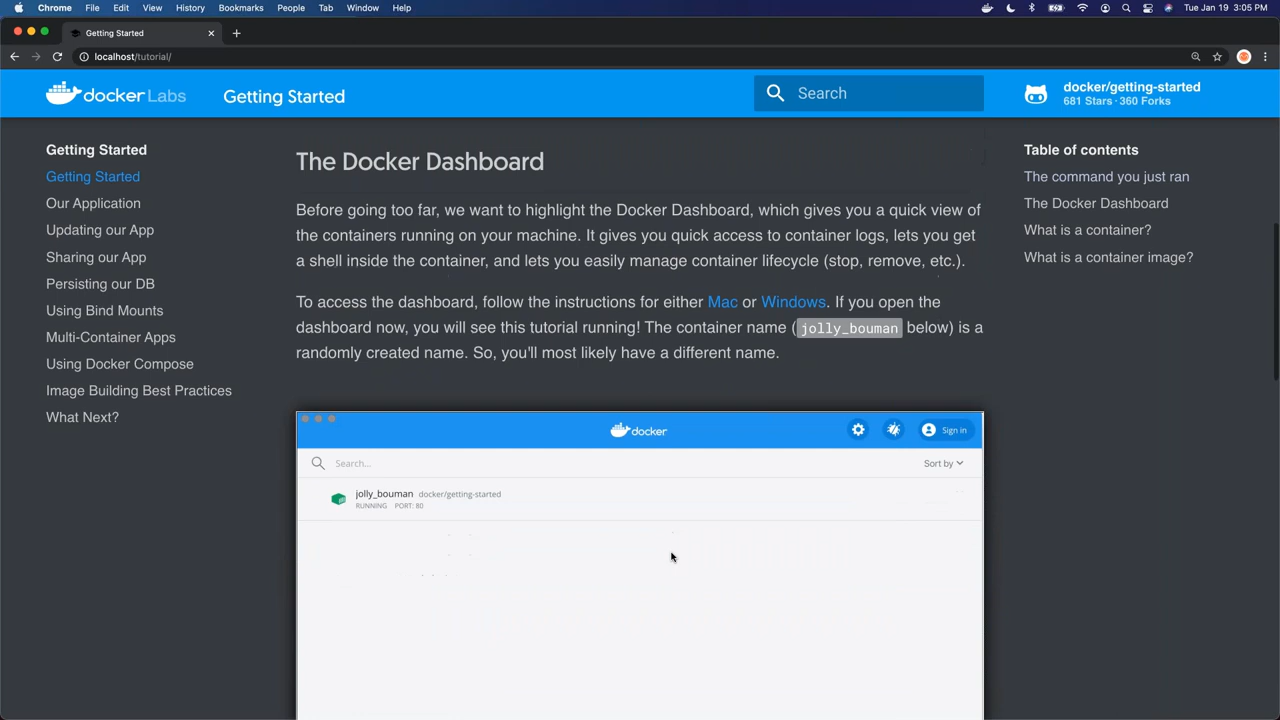 Chrome File Edit View History Bookmarks People Tab Window Help Tue Jan 19 3:05 PM
Getting Started
localhost/tutorial/
docker Labs Getting Started Search docker/getting-started
681 Stars · 360 Forks
Getting Started
Getting Started
Our Application
Updating our App
Sharing our App
Persisting our DB
Using Bind Mounts
Multi-Container Apps
Using Docker Compose
Image Building Best Practices
What Next?
The Docker Dashboard
Before going too far, we want to highlight the Docker Dashboard, which gives you a quick view of
the containers running on your machine. It gives you quick access to container logs, lets you get
a shell inside the container, and lets you easily manage container lifecycle (stop, remove, etc.).
To access the dashboard, follow the instructions for either Mac or Windows. If you open the
dashboard now, you will see this tutorial running! The container name (jolly_bouman below) is a
randomly created name. So, you'll most likely have a different name.
docker Sign in
Search... Sort by
jolly_bouman docker/getting-started
RUNNING PORT: 80
Table of contents
The command you just ran
The Docker Dashboard
What is a container?
What is a container image?